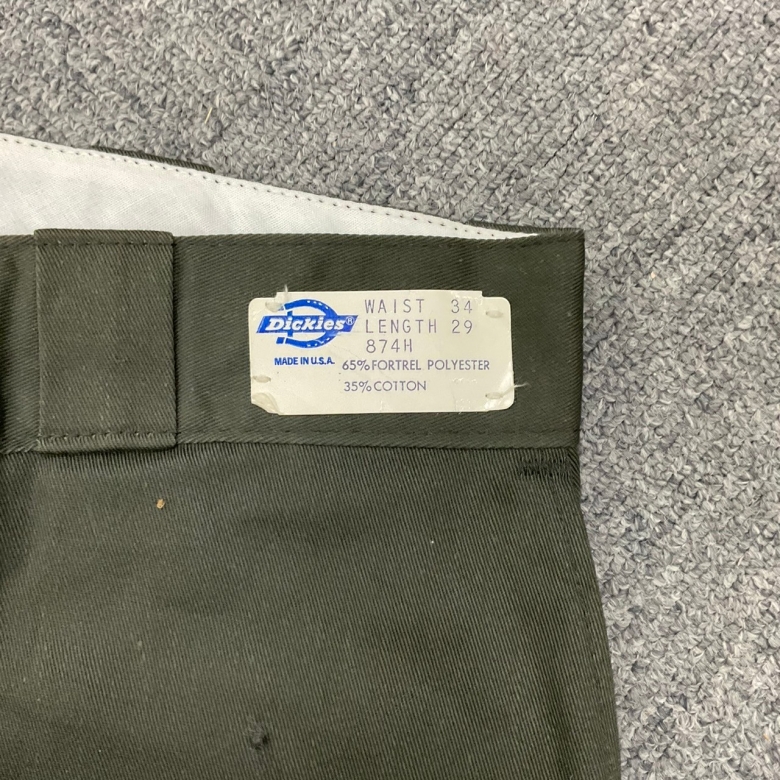 Dickies®
MADE IN U.S.A.
WAIST 34
LENGTH 29
874H
65% FORTREL POLYESTER
35% COTTON